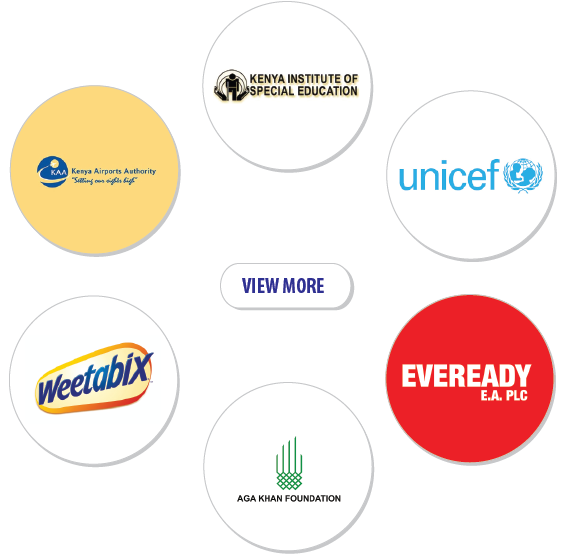 KENYA INSTITUTE OF
SPECIAL EDUCATION
KAA
Kenya Airports Authority
"Setting our sights high"
unicef
VIEW MORE
Weetabix
EVEREADY
E.A. PLC
AGA KHAN FOUNDATION